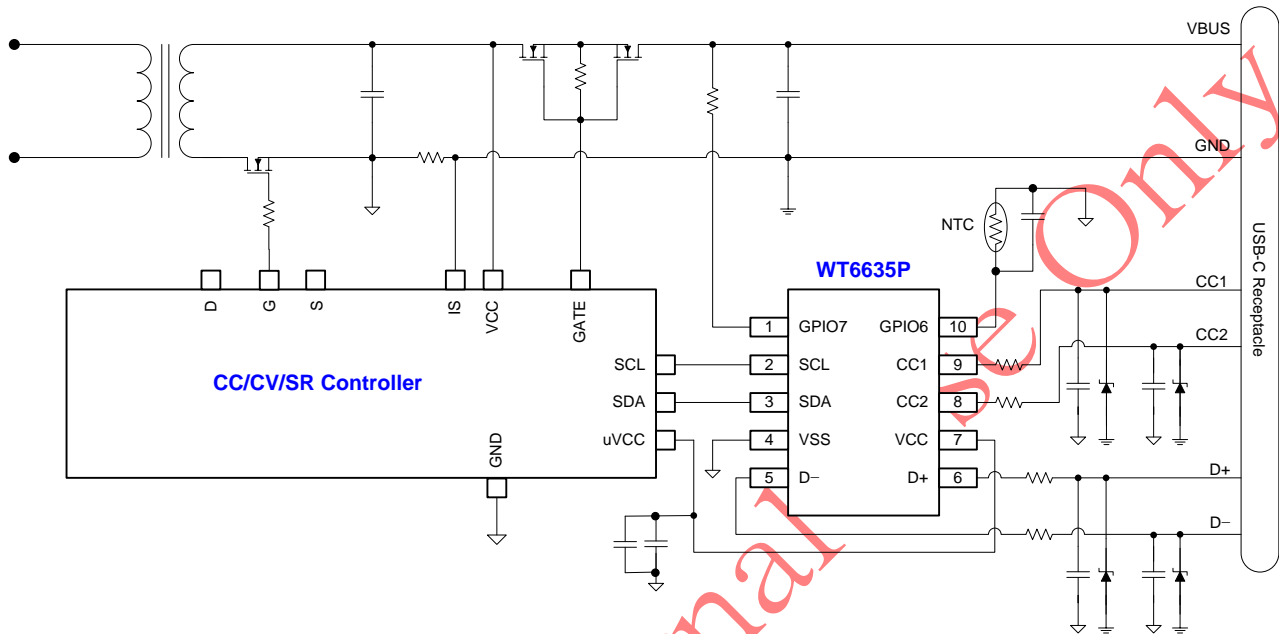 VBUS
GND
NTC
USB-C Receptacle
WT6635P
CC1
CC2
D
G
S
IS
VCC
GATE
CC/CV/SR Controller
SCL
SDA
uVCC
GND
1 GPIO7
2 SCL
3 SDA
4 VSS
5 D−
GPIO6 10
CC1 9
CC2 8
VCC 7
D+ 6
D+
D−
nal
se Only